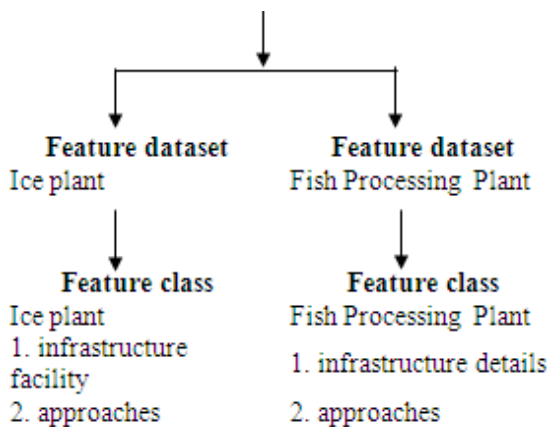 Feature dataset
Ice plant
Feature dataset
Fish Processing Plant
Feature class
Ice plant
1. infrastructure
facility
2. approaches
Feature class
Fish Processing Plant
1. infrastructure details
2. approaches